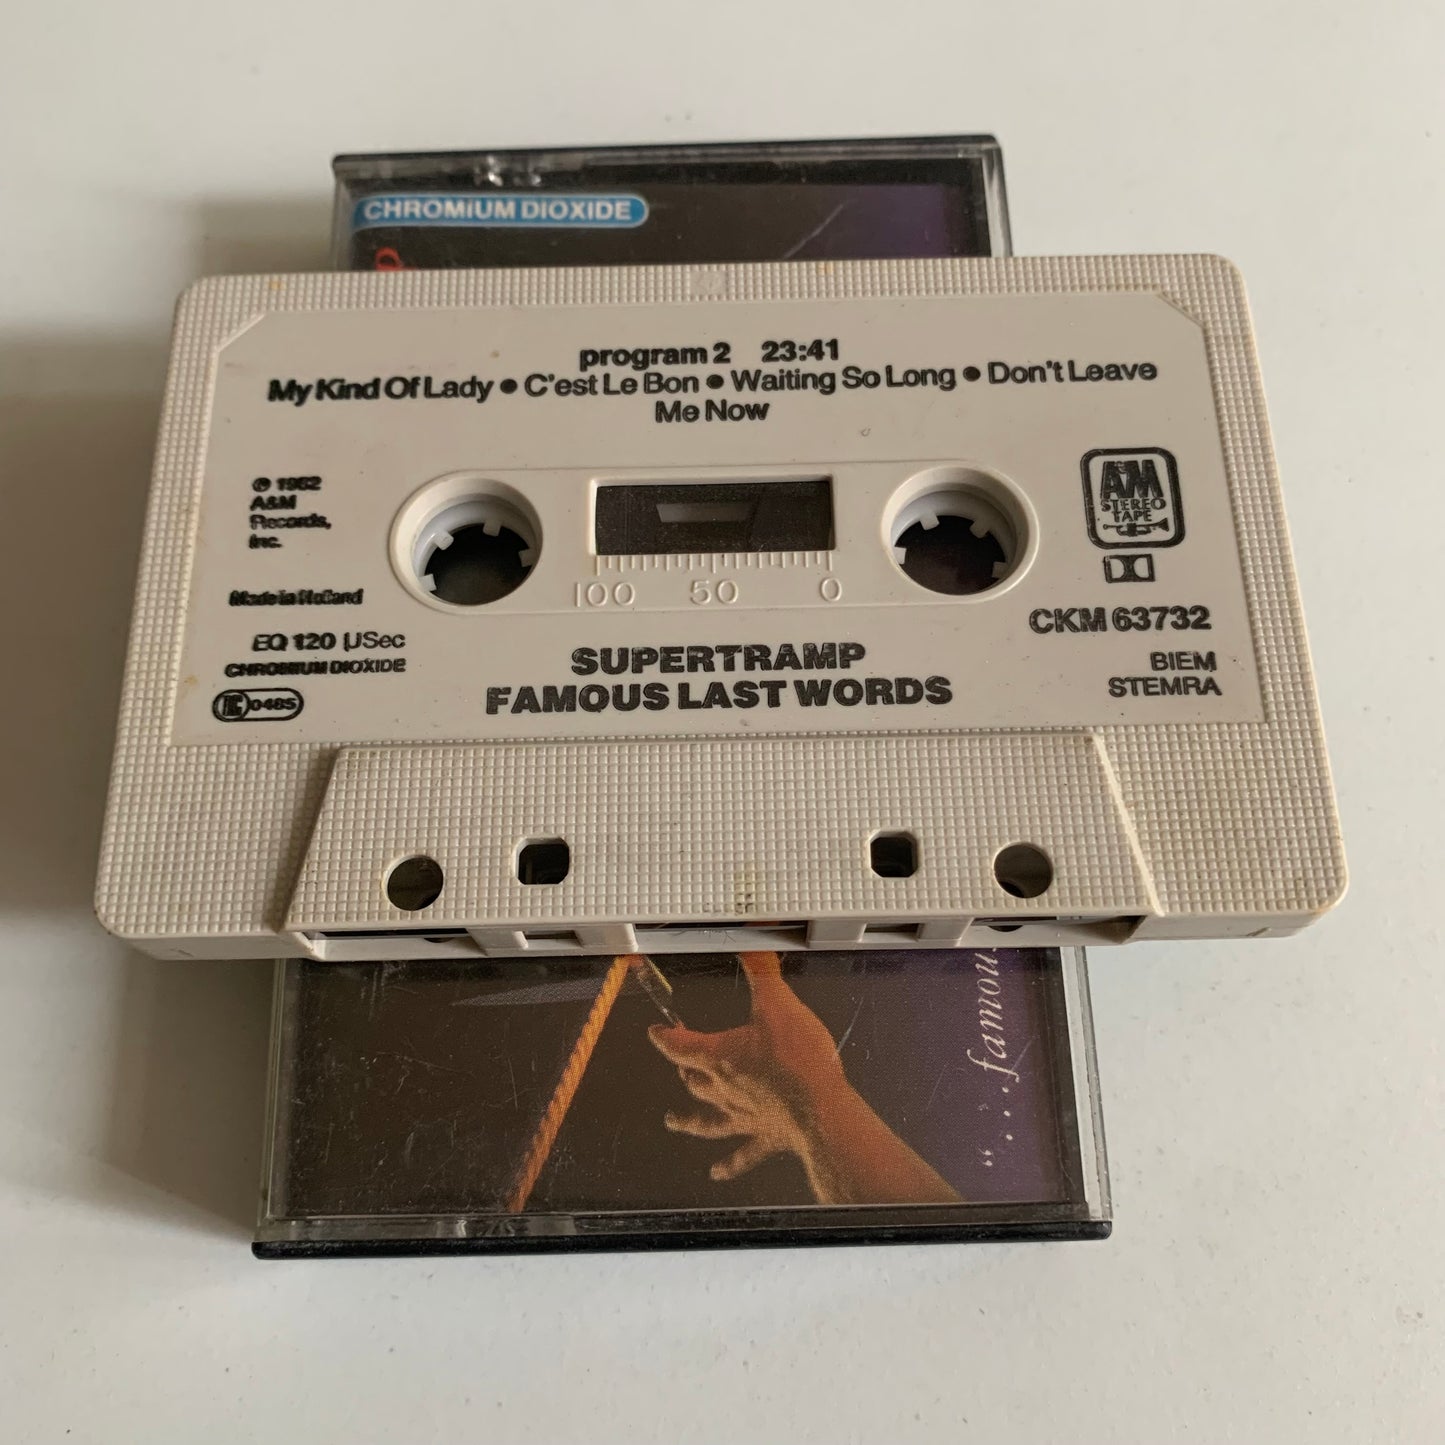 CHROMiUM DIOXIDE
program 2 23:41
My Kind Of Lady ● C'est Le Bon ● Waiting So Long ● Don't Leave
Me Now
℗ 1982
A&M
Records,
Inc.
Made in Holland
EQ 120 µSec
CHROMIUM DIOXIDE
0485
100 50 0
A&M
STEREO
TAPE
CKM 63732
BIEM
STEMRA
SUPERTRAMP
FAMOUS LAST WORDS
"....famou